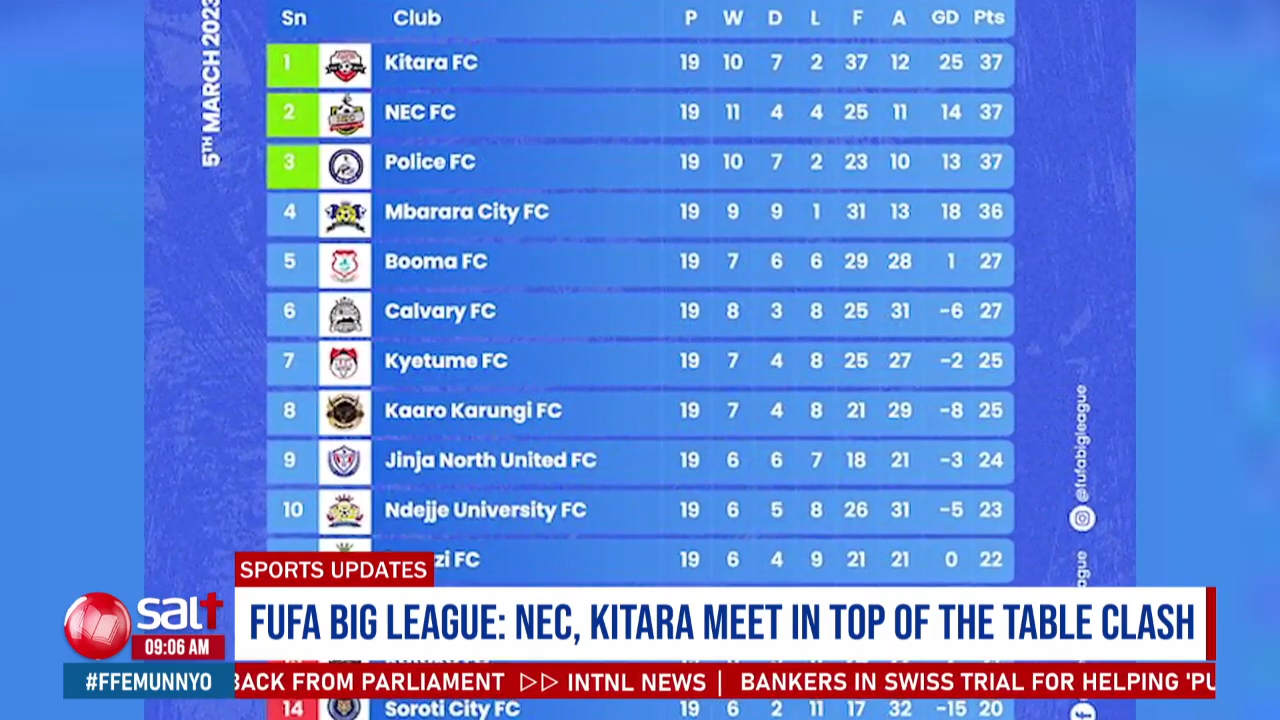 5TH MARCH 2023
Sn Club P W D L F A GD Pts
1 Kitara FC 19 10 7 2 37 12 25 37
2 NEC FC 19 11 4 4 25 11 14 37
3 Police FC 19 10 7 2 23 10 13 37
4 Mbarara City FC 19 9 9 1 31 13 18 36
5 Booma FC 19 7 6 6 29 28 1 27
6 Calvary FC 19 8 3 8 25 31 -6 27
7 Kyetume FC 19 7 4 8 25 27 -2 25
8 Kaaro Karungi FC 19 7 4 8 21 29 -8 25
9 Jinja North United FC 19 6 6 7 18 21 -3 24
10 Ndejje University FC 19 6 5 8 26 31 -5 23
zi FC 19 6 4 9 21 21 0 22
14 Soroti City FC 19 6 2 11 17 32 -15 20
@fufabigleague
ague
SPORTS UPDATES
FUFA BIG LEAGUE: NEC, KITARA MEET IN TOP OF THE TABLE CLASH
salt
09:06 AM
#FFEMUNNYO
BACK FROM PARLIAMENT ▷▷ INTNL NEWS | BANKERS IN SWISS TRIAL FOR HELPING 'PU